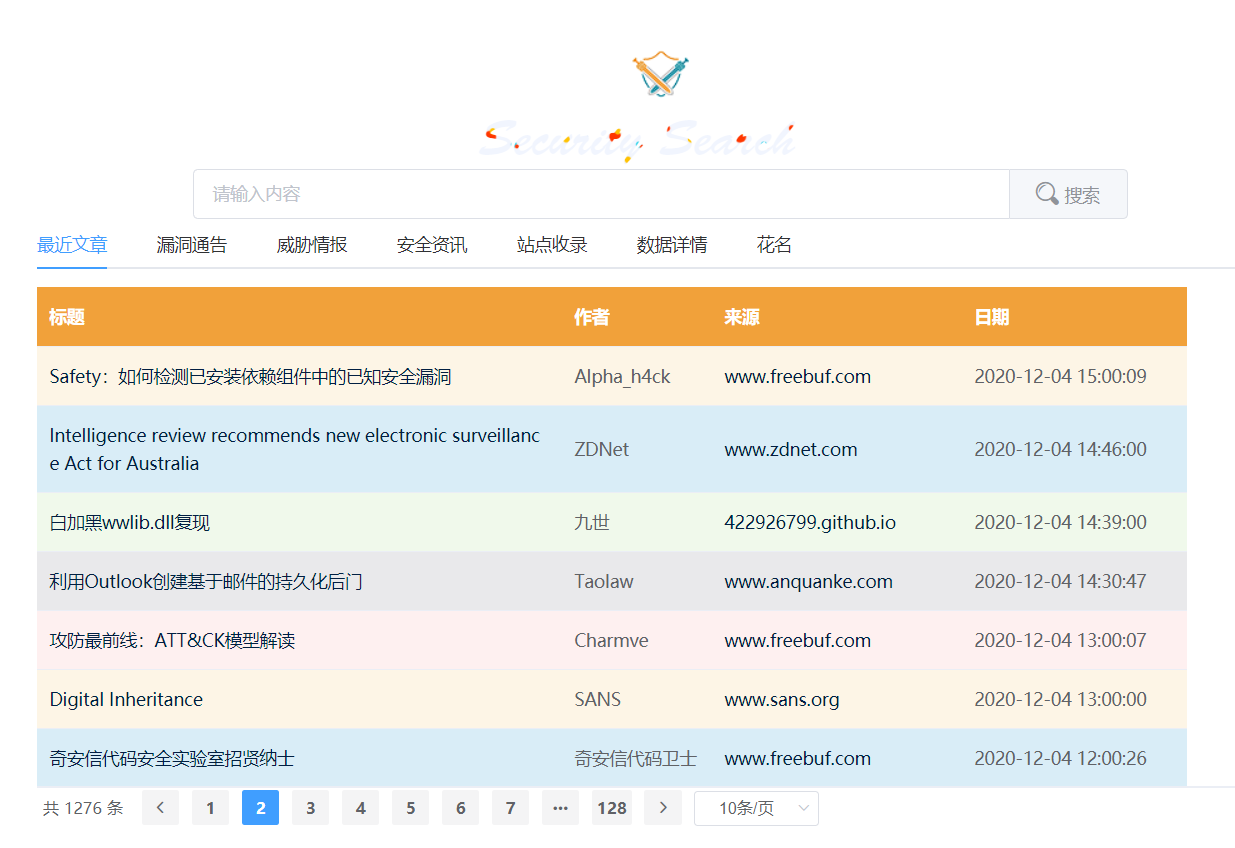 Security Search
请输入内容 搜索
最近文章 漏洞通告 威胁情报 安全资讯 站点收录 数据详情 花名
标题 作者 来源 日期
Safety：如何检测已安装依赖组件中的已知安全漏洞 Alpha_h4ck www.freebuf.com 2020-12-04 15:00:09
Intelligence review recommends new electronic surveillanc
e Act for Australia ZDNet www.zdnet.com 2020-12-04 14:46:00
白加黑wwlib.dll复现 九世 422926799.github.io 2020-12-04 14:39:00
利用Outlook创建基于邮件的持久化后门 Taolaw www.anquanke.com 2020-12-04 14:30:47
攻防最前线：ATT&CK模型解读 Charmve www.freebuf.com 2020-12-04 13:00:07
Digital Inheritance SANS www.sans.org 2020-12-04 13:00:00
奇安信代码安全实验室招贤纳士 奇安信代码卫士 www.freebuf.com 2020-12-04 12:00:26
共 1276 条 < 1 2 3 4 5 6 7 ••• 128 > 10条/页